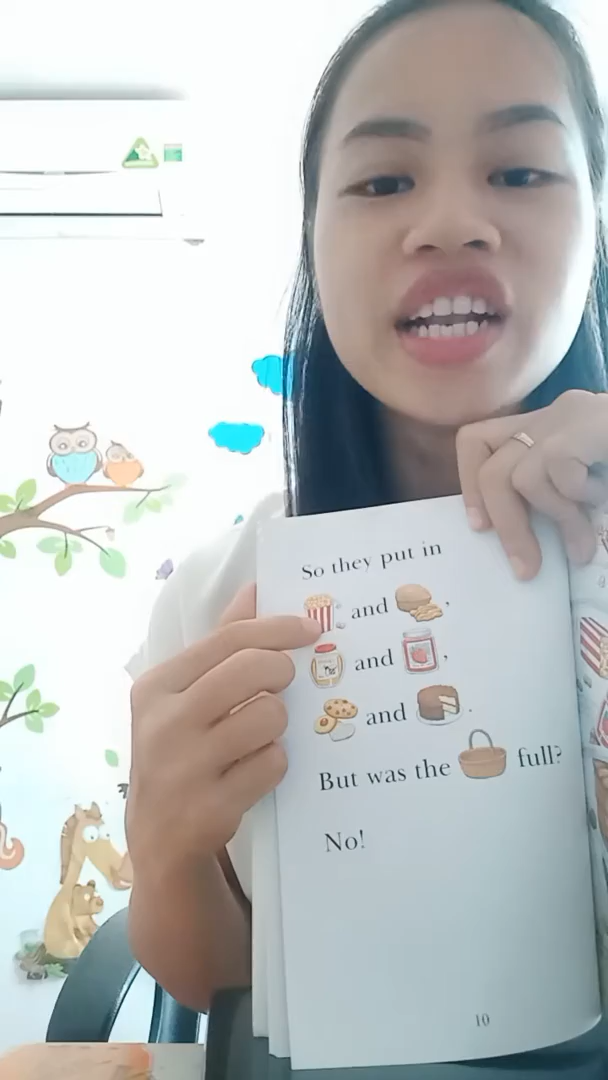 So they put in
and ,
and ,
and .
But was the full?
No!
10